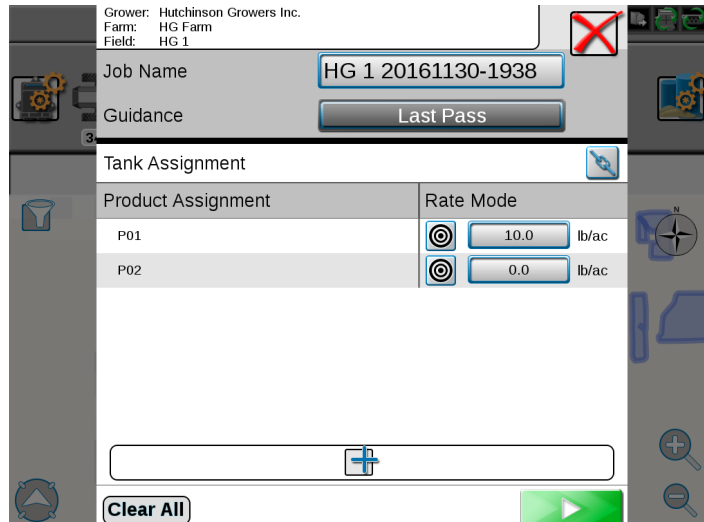 Grower: Hutchinson Growers Inc.
Farm: HG Farm
Field: HG 1
Job Name HG 1 20161130-1938
Guidance Last Pass
3
Tank Assignment
Product Assignment Rate Mode
P01 10.0 lb/ac
P02 0.0 lb/ac
N
Clear All